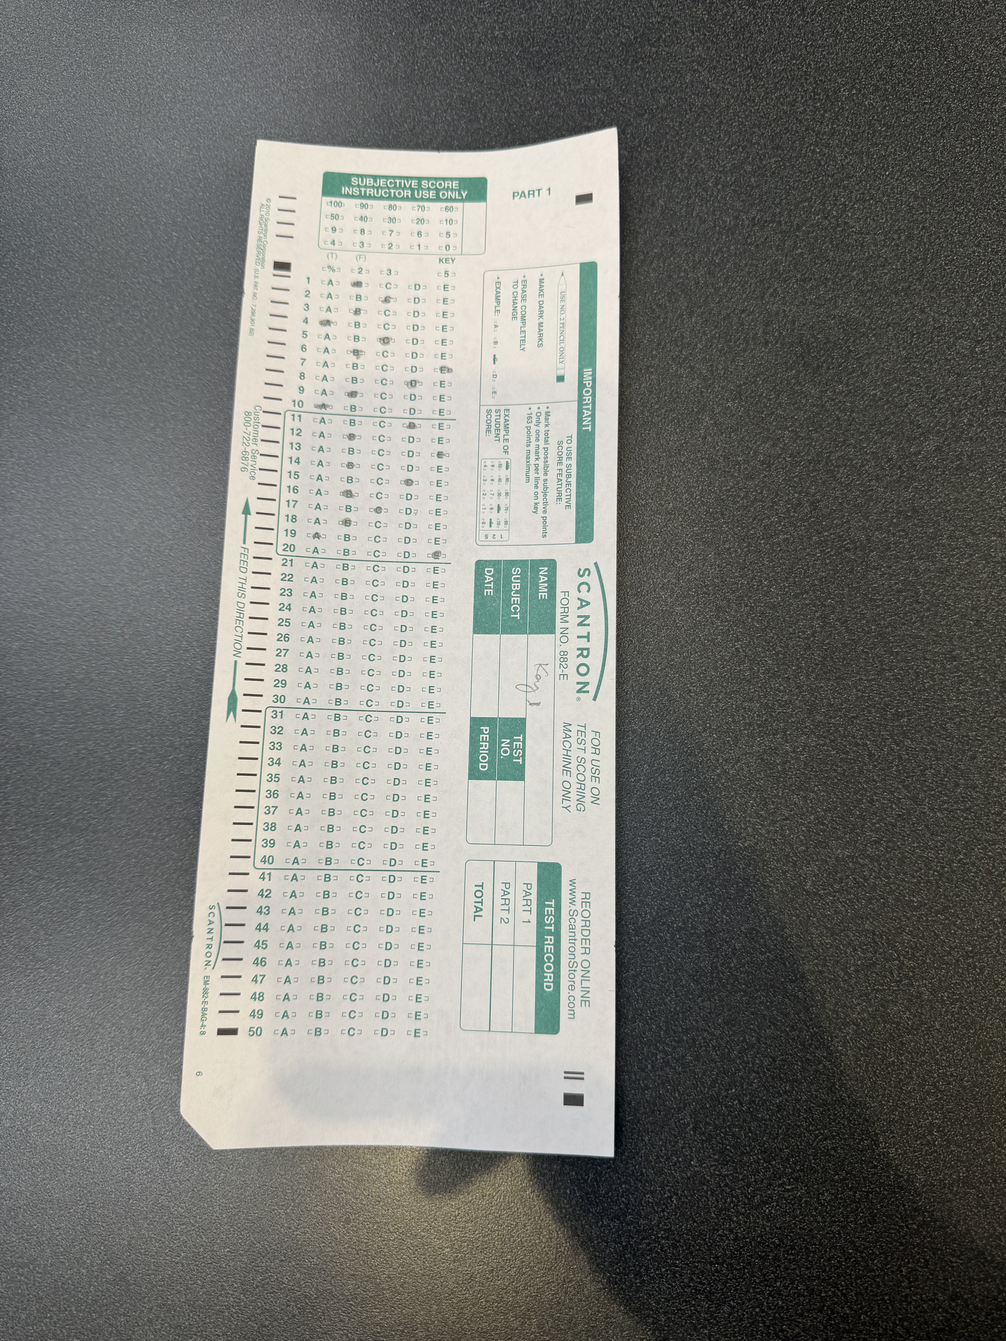 PART 1
SUBJECTIVE SCORE
INSTRUCTOR USE ONLY
100 90 80 70 60
50 40 30 20 10
9 8 7 6 5
4 3 2 1 0
(T) (F) KEY
% 2 3 5
1 A C D E
2 A B D E
3 A C D E
4 B C D E
5 A B D E
6 A C D E
7 A B C D
8 A B C E
9 A C D E
10 B C D E
11 A B C E
12 A C D E
13 A B C D
14 A C D E
15 A B C E
16 A C D E
17 A B D E
18 A C D E
19 B C D E
20 A B C D
21 A B C D E
22 A B C D E
23 A B C D E
24 A B C D E
25 A B C D E
26 A B C D E
27 A B C D E
28 A B C D E
29 A B C D E
30 A B C D E
31 A B C D E
32 A B C D E
33 A B C D E
34 A B C D E
35 A B C D E
36 A B C D E
37 A B C D E
38 A B C D E
39 A B C D E
40 A B C D E
41 A B C D E
42 A B C D E
43 A B C D E
44 A B C D E
45 A B C D E
46 A B C D E
47 A B C D E
48 A B C D E
49 A B C D E
50 A B C D E
IMPORTANT
USE NO. 2 PENCIL ONLY
• MAKE DARK MARKS
• ERASE COMPLETELY
TO CHANGE
• EXAMPLE: A B D E
TO USE SUBJECTIVE
SCORE FEATURE:
• Mark total possible subjective points
• Only one mark per line on key
• 163 points maximum
EXAMPLE OF
STUDENT
SCORE:
SCANTRON®
FORM NO. 882-E
FOR USE ON
TEST SCORING
MACHINE ONLY
NAME
SUBJECT
TEST
NO.
DATE
PERIOD
REORDER ONLINE
www.ScantronStore.com
TEST RECORD
PART 1
PART 2
TOTAL
© 2010 Scantron Corporation
ALL RIGHTS RESERVED.
Customer Service
800-722-6876
FEED THIS DIRECTION
SCANTRON. EM-882-E-BAG-4: B
6